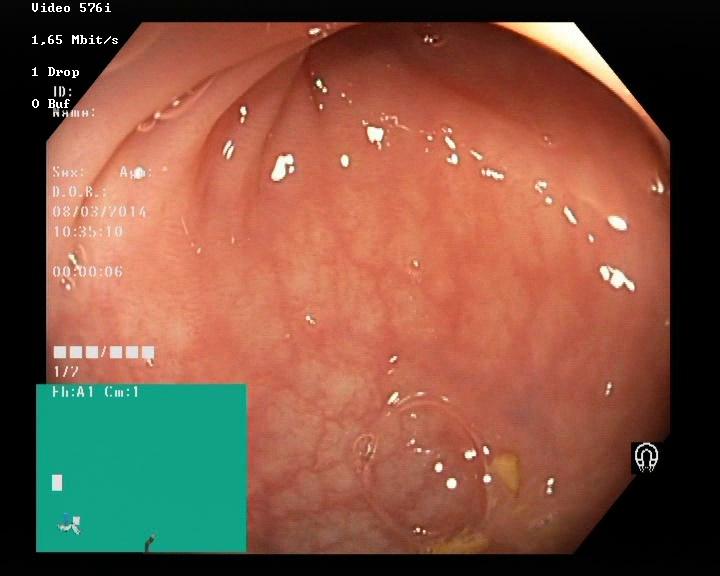 Video 576i
1,65 Mbit/s
1 Drop
ID:
0 Buf
Name:
Sex: Age:
D.O.B.:
08/03/2014
10:35:10
00:00:06
/
1/2
Eh:A1 Cm:1